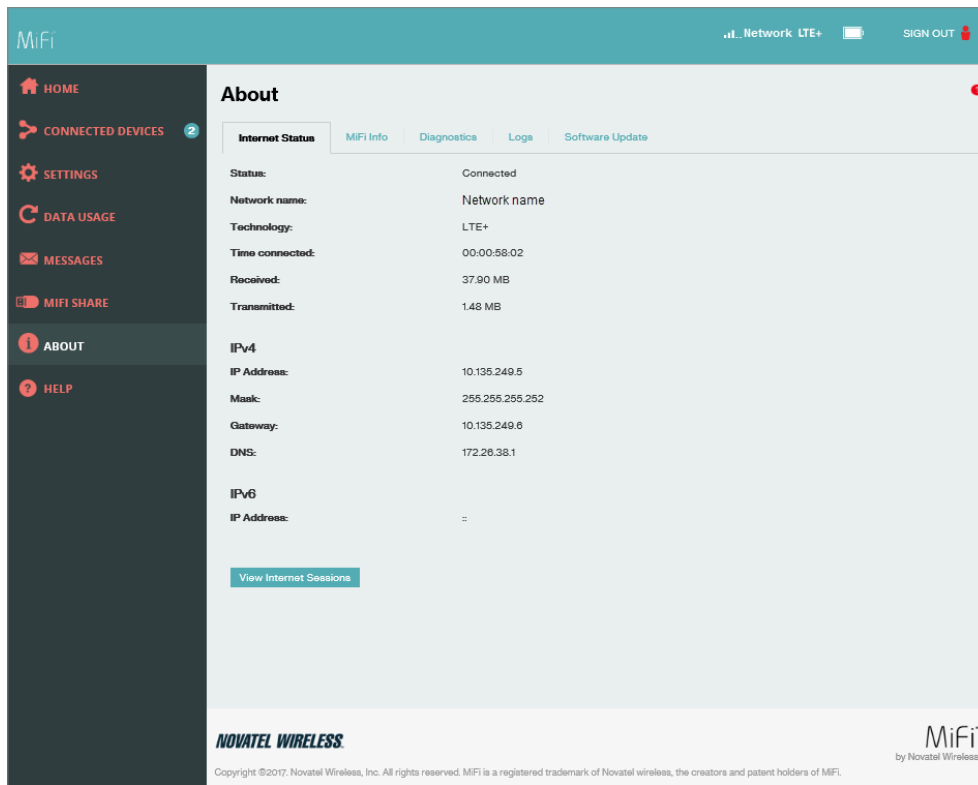 MiFi
Network LTE+
SIGN OUT
HOME
CONNECTED DEVICES 2
SETTINGS
DATA USAGE
MESSAGES
MIFI SHARE
ABOUT
HELP
About
Internet Status MiFi Info Diagnostics Logs Software Update
Status: Connected
Network name: Network name
Technology: LTE+
Time connected: 00:00:58:02
Received: 37.90 MB
Transmitted: 1.48 MB
IPv4
IP Address: 10.135.249.5
Mask: 255.255.255.252
Gateway: 10.135.249.6
DNS: 172.26.38.1
IPv6
IP Address: ::
View Internet Sessions
NOVATEL WIRELESS.
MiFi
by Novatel Wireless
Copyright ©2017. Novatel Wireless, Inc. All rights reserved. MiFi is a registered trademark of Novatel wireless, the creators and patent holders of MiFi.